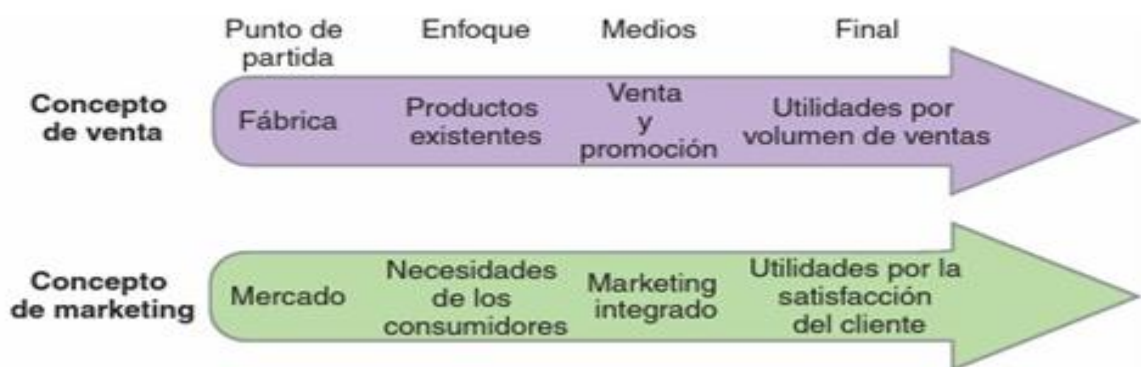 Punto de
partida
Enfoque
Medios
Final
Concepto
de venta
Fábrica
Productos
existentes
Venta
y
promoción
Utilidades por
volumen de ventas
Concepto
de marketing
Mercado
Necesidades
de los
consumidores
Marketing
integrado
Utilidades por la
satisfacción
del cliente